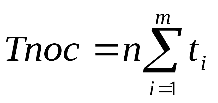 Tпос = n∑_{i=1}^{m} t_i